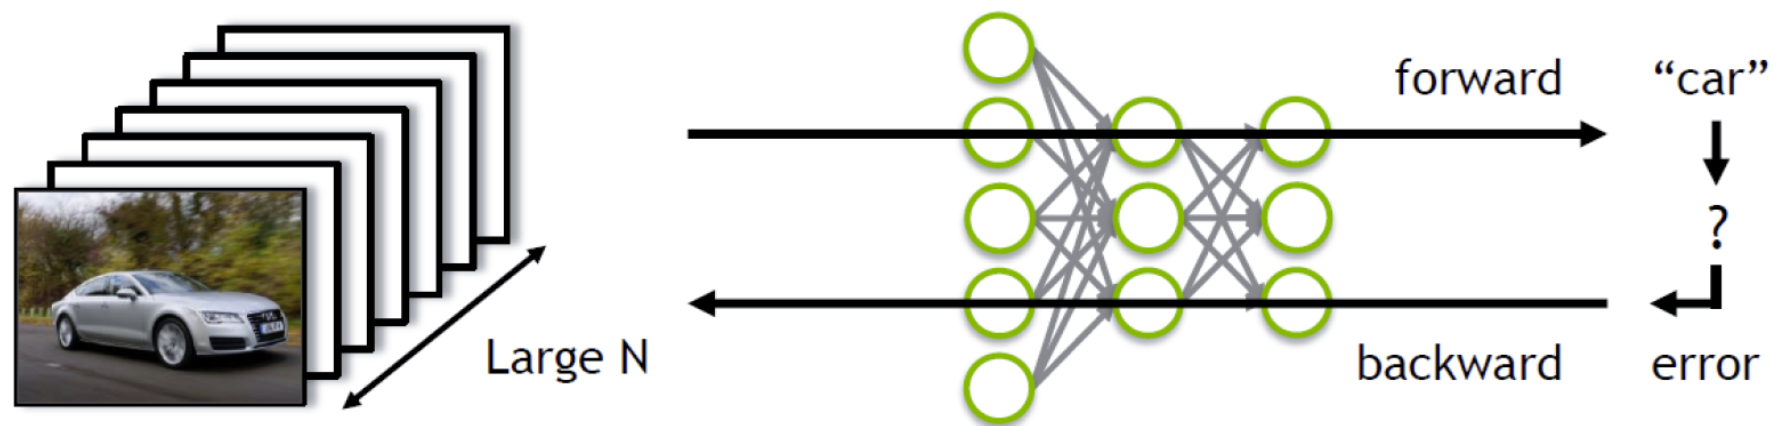 forward
“car”
?
Large N
backward
error